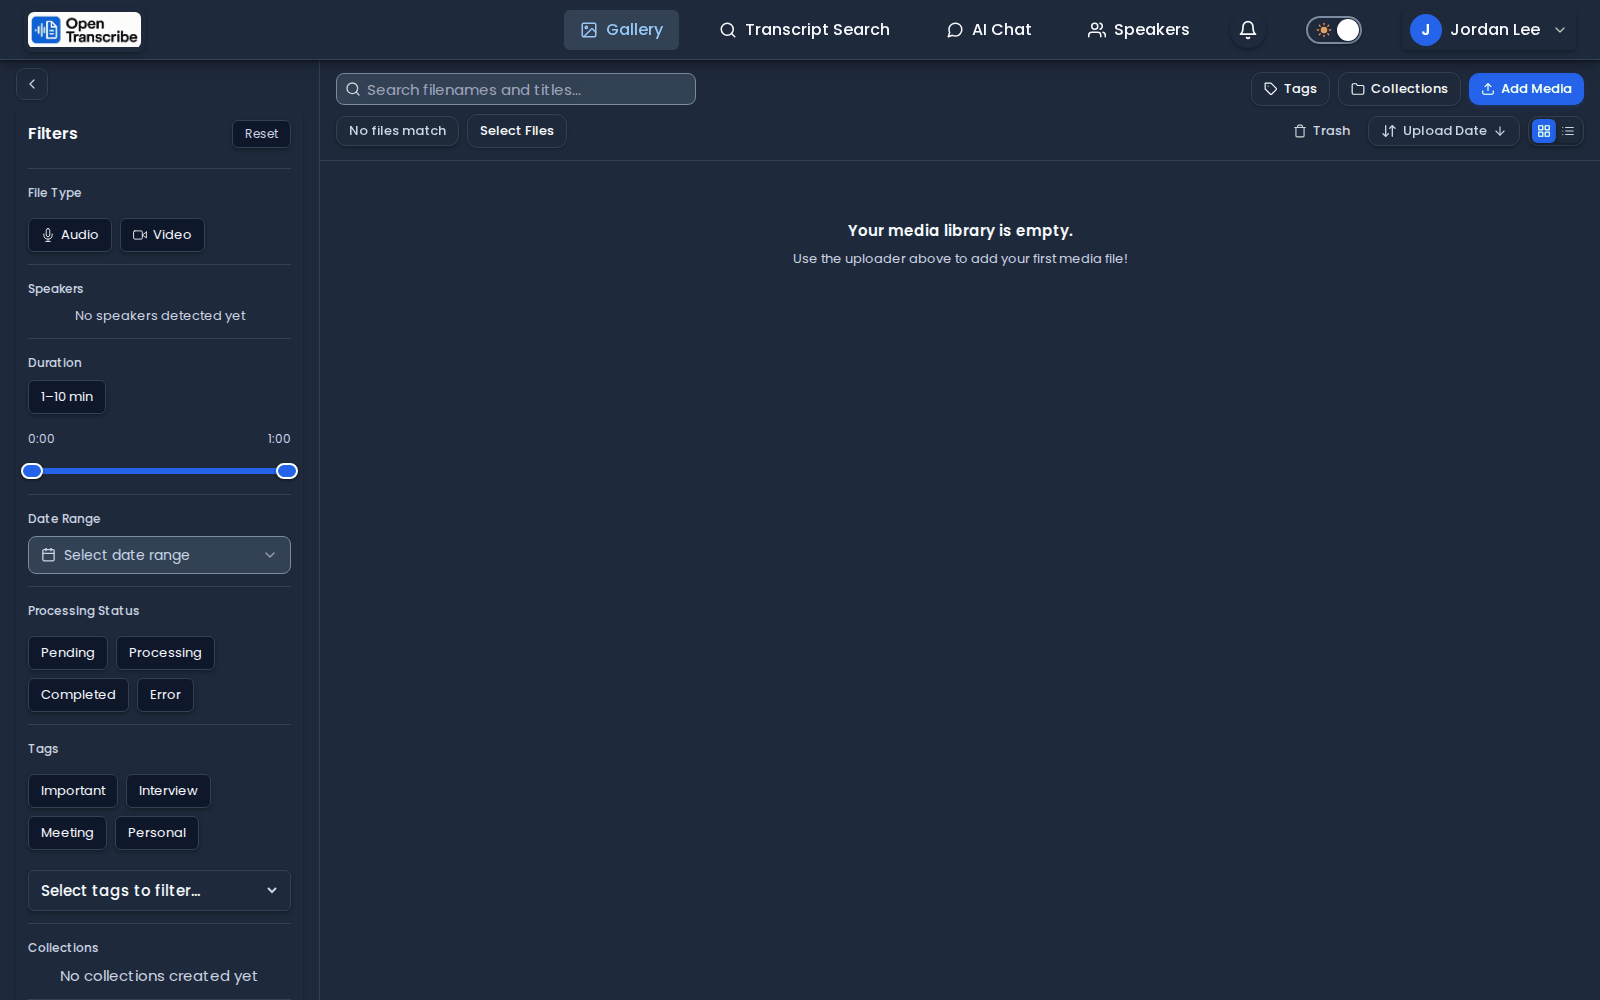 Open
Transcribe
Gallery
Transcript Search
AI Chat
Speakers
J
Jordan Lee
Search filenames and titles...
Tags
Collections
Add Media
No files match
Select Files
Trash
Upload Date
Filters
Reset
File Type
Audio
Video
Speakers
No speakers detected yet
Duration
1–10 min
0:00
1:00
Date Range
Select date range
Processing Status
Pending
Processing
Completed
Error
Tags
Important
Interview
Meeting
Personal
Select tags to filter...
Collections
No collections created yet
Your media library is empty.
Use the uploader above to add your first media file!